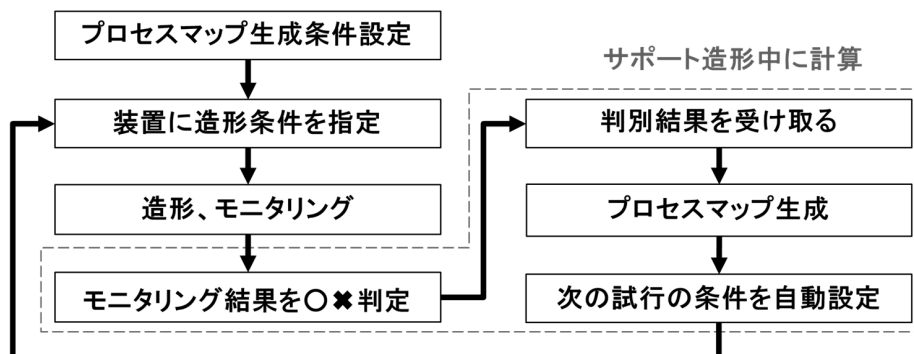 プロセスマップ生成条件設定
装置に造形条件を指定
造形、モニタリング
モニタリング結果を〇✖判定
サポート造形中に計算
判別結果を受け取る
プロセスマップ生成
次の試行の条件を自動設定